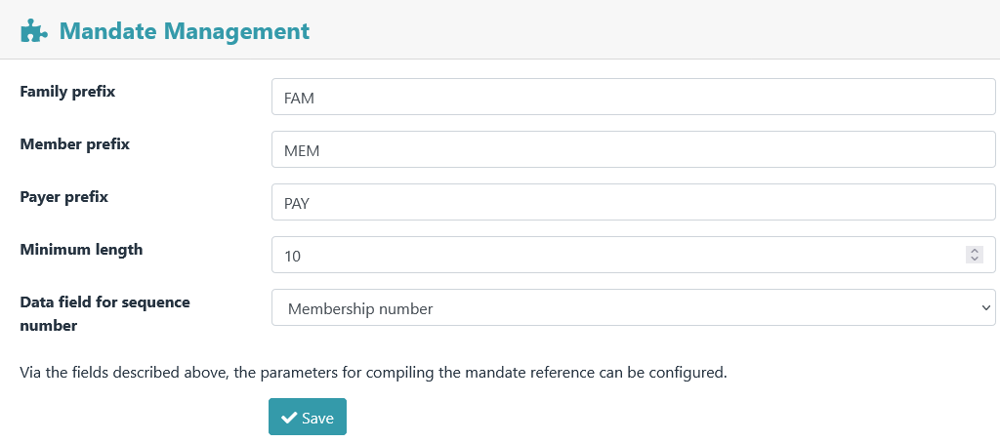 Mandate Management
Family prefix
FAM
Member prefix
MEM
Payer prefix
PAY
Minimum length
10
Data field for sequence
number
Membership number
Via the fields described above, the parameters for compiling the mandate reference can be configured.
Save